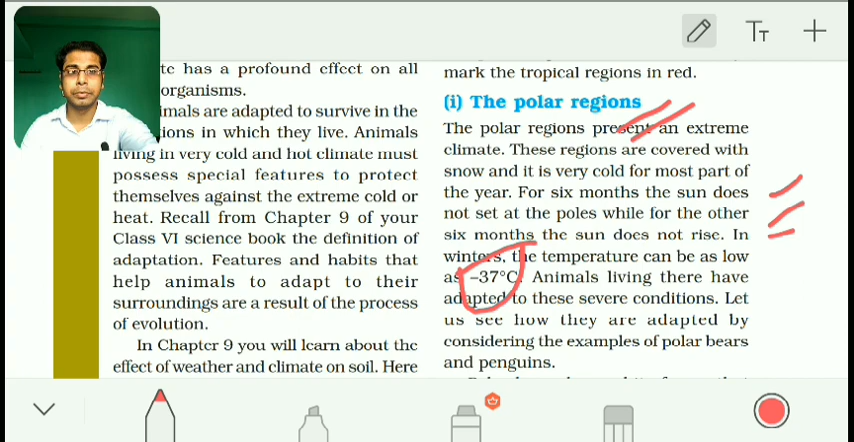 te has a profound effect on all
organisms.
imals are adapted to survive in the
ions in which they live. Animals
living in very cold and hot climate must
possess special features to protect
themselves against the extreme cold or
heat. Recall from Chapter 9 of your
Class VI science book the definition of
adaptation. Features and habits that
help animals to adapt to their
surroundings are a result of the process
of evolution.
In Chapter 9 you will learn about the
effect of weather and climate on soil. Here
mark the tropical regions in red.
(i) The polar regions
The polar regions present an extreme
climate. These regions are covered with
snow and it is very cold for most part of
the year. For six months the sun does
not set at the poles while for the other
six months the sun does not rise. In
winters, the temperature can be as low
as –37°C. Animals living there have
adapted to these severe conditions. Let
us see how they are adapted by
considering the examples of polar bears
and penguins.
TT